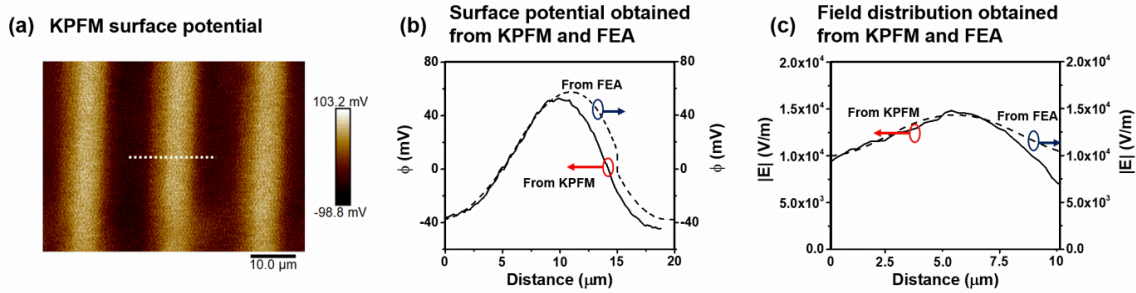 (a) KPFM surface potential
103.2 mV
-98.8 mV
10.0 µm
(b) Surface potential obtained
from KPFM and FEA
80
40
0
-40
ϕ (mV)
From FEA
From KPFM
80
40
0
-40
ϕ (mV)
0 5 10 15 20
Distance (µm)
(c) Field distribution obtained
from KPFM and FEA
2.0x10⁴
1.5x10⁴
1.0x10⁴
5.0x10³
0.0
|E| (V/m)
From KPFM
From FEA
2.0x10⁴
1.5x10⁴
1.0x10⁴
5.0x10³
0.0
|E| (V/m)
0 2.5 5.0 7.5 10
Distance (µm)